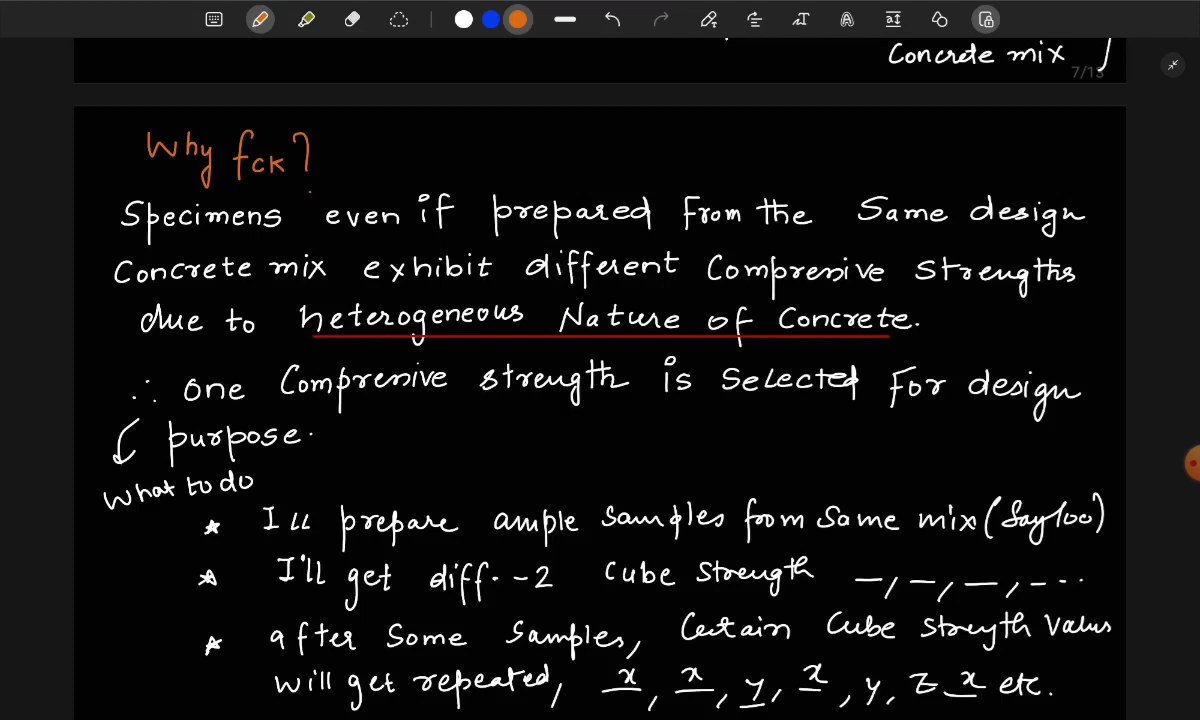 Concrete mix
7/13
Why fck?
Specimens even if prepared from the same design
Concrete mix exhibit different Compressive strengths
due to heterogeneous Nature of Concrete.
∴ one Compressive strength is selected for design
purpose.
What to do
* I'll prepare ample samples from same mix (Say 100)
* I'll get diff.-2 cube strength —, —, —, - - ..
* after some samples, Certain Cube strength values
will get repeated, x, x, y, x, y, z x etc.